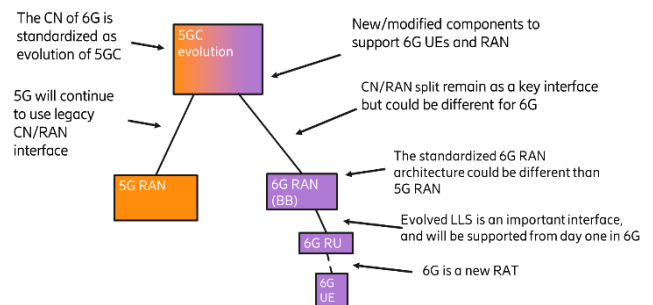 The CN of 6G is
standardized as
evolution of 5GC
5GC
evolution
New/modified components to
support 6G UEs and RAN
5G will continue
to use legacy
CN/RAN
interface
CN/RAN split remain as a key interface
but could be different for 6G
5G RAN
6G RAN
(BB)
The standardized 6G RAN
architecture could be different than
5G RAN
Evolved LLS is an important interface,
and will be supported from day one in 6G
6G RU
6G is a new RAT
6G
UE